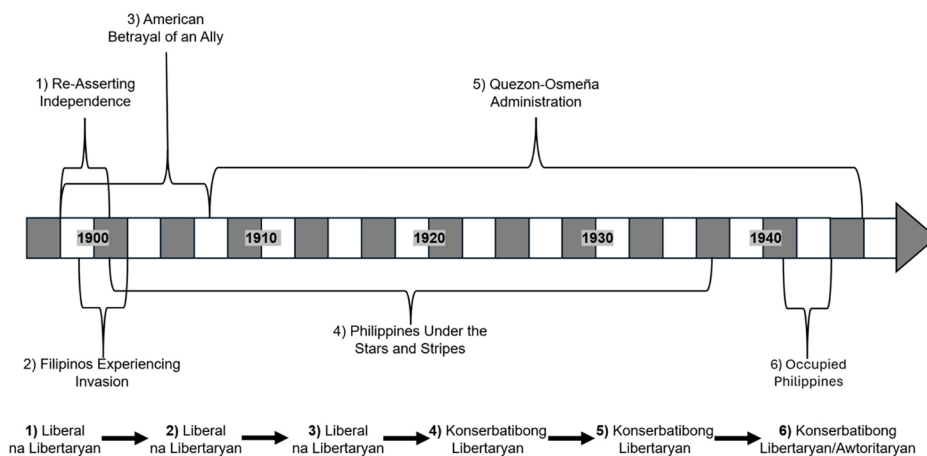 3) American
Betrayal of an Ally
1) Re-Asserting
Independence
5) Quezon-Osmeña
Administration
1900
1910
1920
1930
1940
4) Philippines Under the
Stars and Stripes
2) Filipinos Experiencing
Invasion
6) Occupied
Philippines
1) Liberal
na Libertaryan
2) Liberal
na Libertaryan
3) Liberal
na Libertaryan
4) Konserbatibong
Libertaryan
5) Konserbatibong
Libertaryan
6) Konserbatibong
Libertaryan/Awtoritaryan